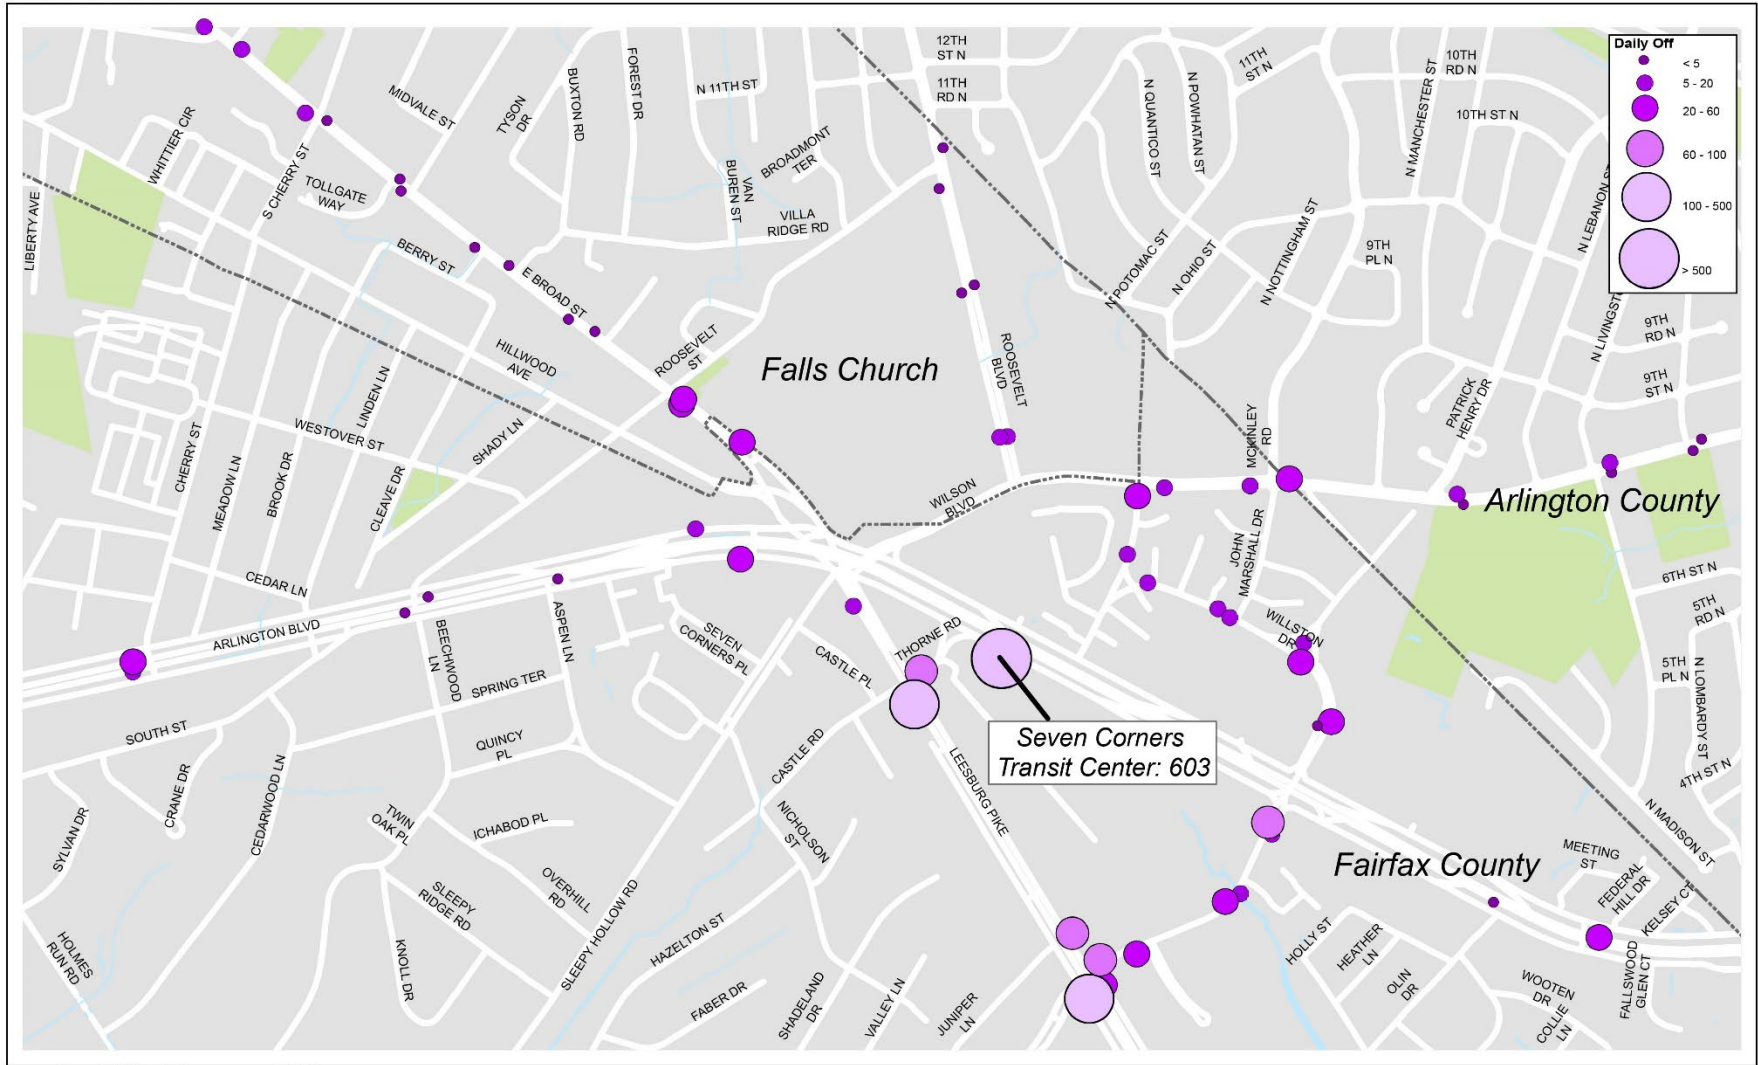 Daily Off
< 5
5 - 20
20 - 60
60 - 100
100 - 500
> 500
12TH
ST N
11TH
RD N
N 11TH ST
11TH
ST N
10TH
RD N
10TH ST N
MIDVALE ST
TYSON
DR
BUXTON RD
FOREST DR
BROADMONT
TER
VAN
BUREN ST
VILLA
RIDGE RD
N QUANTICO ST
N POWHATAN ST
N MANCHESTER ST
N LEBANON ST
WHITTIER CIR
S CHERRY ST
TOLLGATE
WAY
LIBERTY AVE
BERRY ST
E BROAD ST
N POTOMAC ST
N OHIO ST
N NOTTINGHAM ST
9TH
PL N
N LIVINGST
9TH
RD N
9TH
ST N
HILLWOOD
AVE
ROOSEVELT
ST
Falls Church
ROOSEVELT
BLVD
LINDEN LN
WESTOVER ST
SHADY LN
CHERRY ST
MEADOW LN
BROOK DR
CLEAVE DR
MCKINLEY
RD
PATRICK
HENRY DR
WILSON
BLVD
Arlington County
JOHN
MARSHALL DR
CEDAR LN
ARLINGTON BLVD
BEECHWOOD
LN
ASPEN LN
SEVEN
CORNERS PL
CASTLE PL
THORNE RD
WILLSTON
DR
6TH ST N
5TH
RD N
5TH
PL N
N LOMBARDY ST
4TH ST N
N MADISON ST
SPRING TER
SOUTH ST
QUINCY
PL
CASTLE RD
LEESBURG PIKE
Seven Corners
Transit Center: 603
SYLVAN DR
CRANE DR
CEDARWOOD LN
TWIN
OAK PL
ICHABOD PL
NICHOLSON
ST
Fairfax County
MEETING
ST
FEDERAL
HILL DR
KELSEY CT
OVERHILL
RD
SLEEPY
RIDGE RD
SLEEPY HOLLOW RD
HAZELTON ST
HOLLY ST
HEATHER
LN
OLIN
DR
WOOTEN
DR
COLLIE
LN
FALLSWOOD
GLEN CT
HOLMES
RUN RD
KNOLL DR
FABER DR
SHADELAND
DR
VALLEY LN
JUNIPER
LN